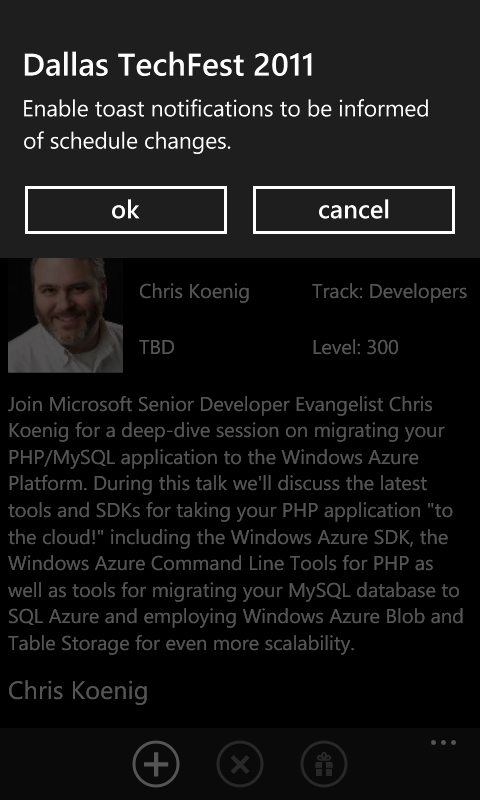 Dallas TechFest 2011
Enable toast notifications to be informed
of schedule changes.
ok
cancel
Chris Koenig
Track: Developers
TBD
Level: 300
Join Microsoft Senior Developer Evangelist Chris
Koenig for a deep-dive session on migrating your
PHP/MySQL application to the Windows Azure
Platform. During this talk we'll discuss the latest
tools and SDKs for taking your PHP application "to
the cloud!" including the Windows Azure SDK, the
Windows Azure Command Line Tools for PHP as
well as tools for migrating your MySQL database to
SQL Azure and employing Windows Azure Blob and
Table Storage for even more scalability.
Chris Koenig